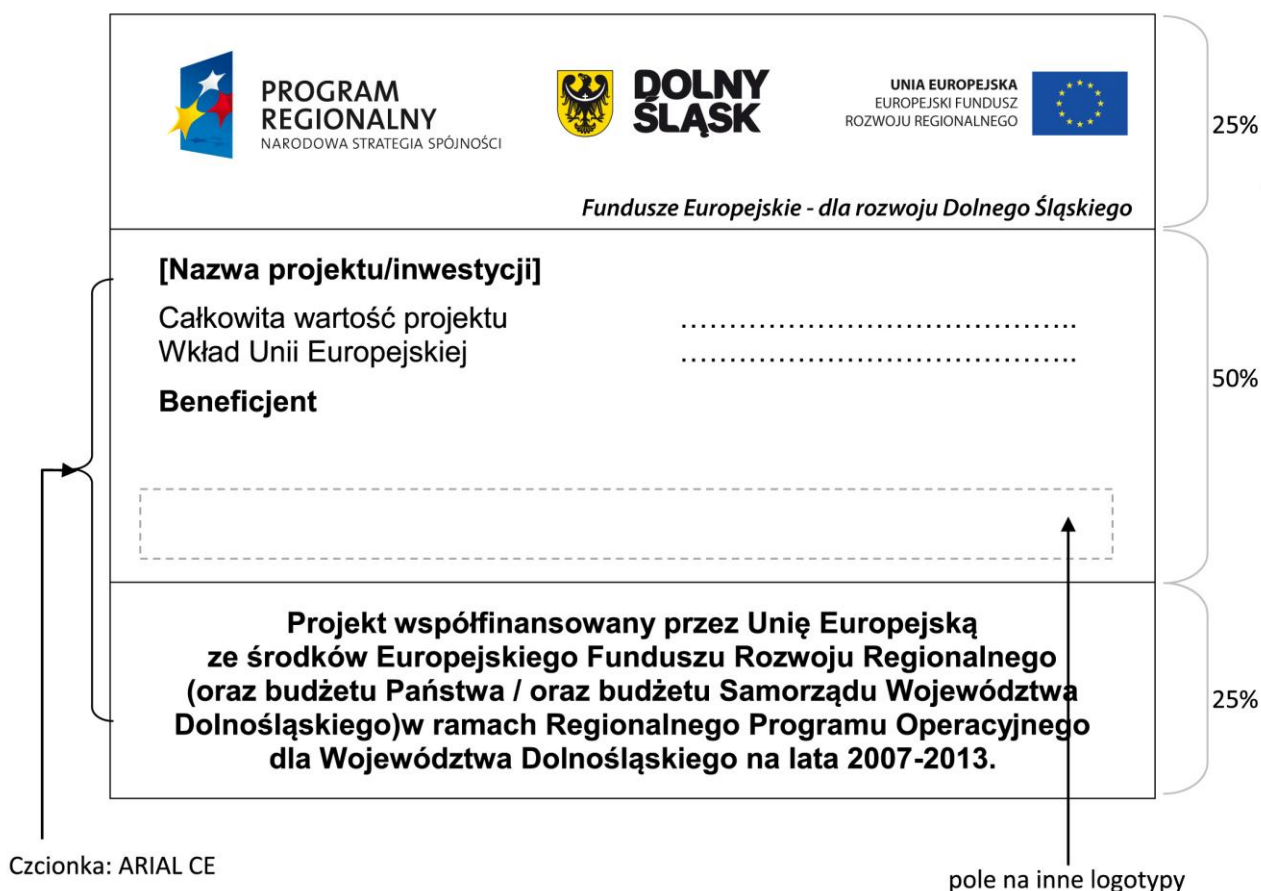 PROGRAM
REGIONALNY
NARODOWA STRATEGIA SPÓJNOŚCI
DOLNY
ŚLĄSK
UNIA EUROPEJSKA
EUROPEJSKI FUNDUSZ
ROZWOJU REGIONALNEGO
25%
Fundusze Europejskie - dla rozwoju Dolnego Śląskiego
[Nazwa projektu/inwestycji]
Całkowita wartość projektu ……………………………………..
Wkład Unii Europejskiej ……………………………………..
50%
Beneficjent
Projekt współfinansowany przez Unię Europejską
ze środków Europejskiego Funduszu Rozwoju Regionalnego
(oraz budżetu Państwa / oraz budżetu Samorządu Województwa
Dolnośląskiego)w ramach Regionalnego Programu Operacyjnego
dla Województwa Dolnośląskiego na lata 2007-2013.
25%
Czcionka: ARIAL CE
pole na inne logotypy